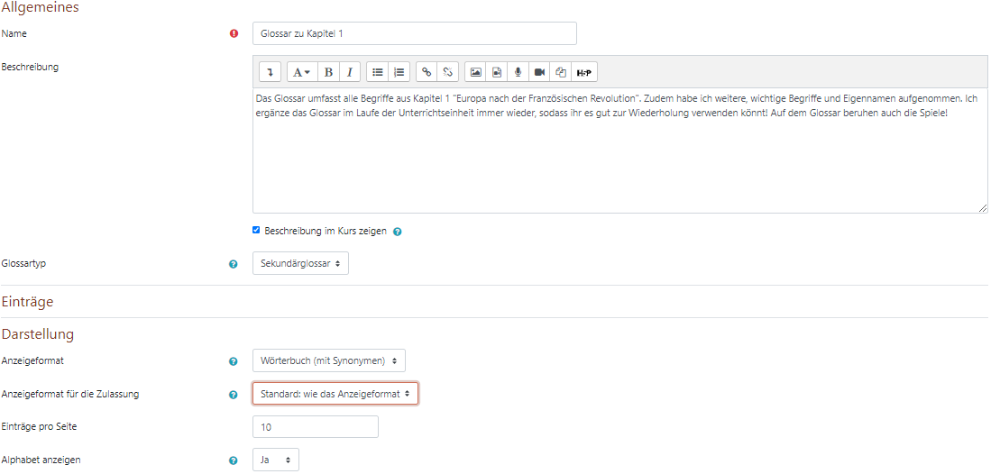 Allgemeines
Name
Glossar zu Kapitel 1
Beschreibung
A B I H-P
Das Glossar umfasst alle Begriffe aus Kapitel 1 "Europa nach der Französischen Revolution". Zudem habe ich weitere, wichtige Begriffe und Eigennamen aufgenommen. Ich
ergänze das Glossar im Laufe der Unterrichtseinheit immer wieder, sodass ihr es gut zur Wiederholung verwenden könnt! Auf dem Glossar beruhen auch die Spiele!
Beschreibung im Kurs zeigen
Glossartyp
Sekundärglossar
Einträge
Darstellung
Anzeigeformat
Wörterbuch (mit Synonymen)
Anzeigeformat für die Zulassung
Standard: wie das Anzeigeformat
Einträge pro Seite
10
Alphabet anzeigen
Ja